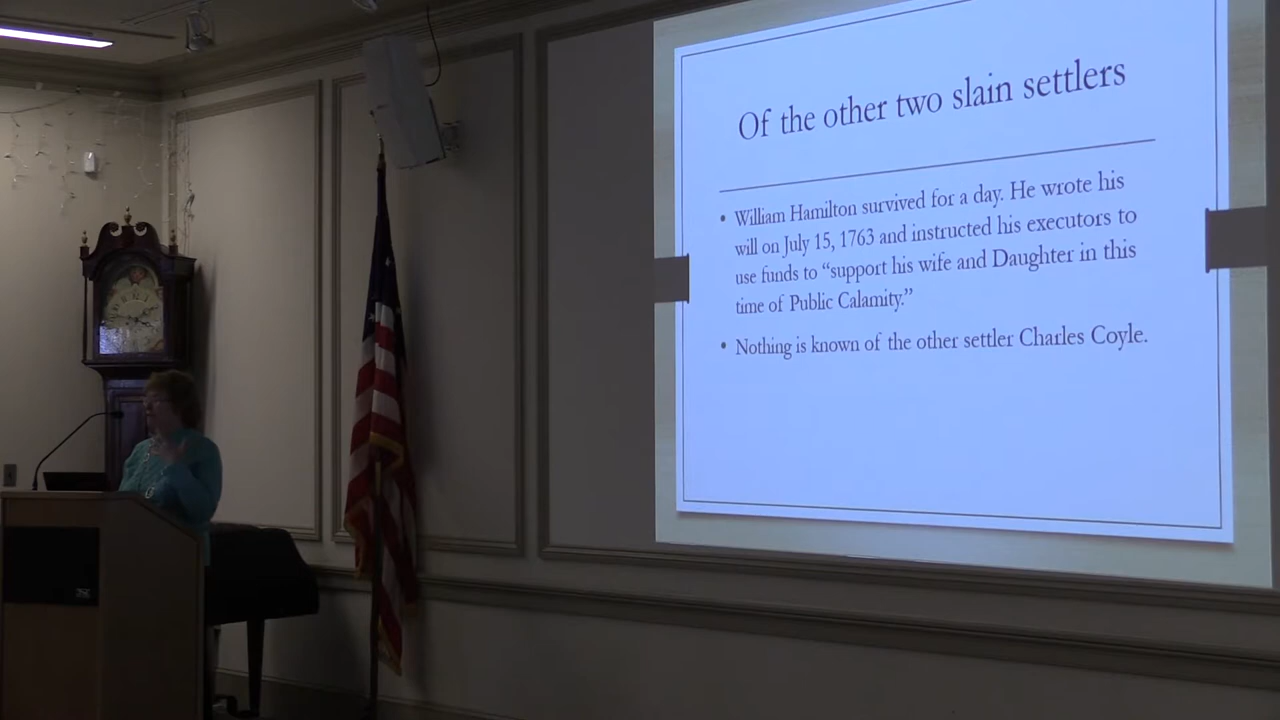 Of the other two slain settlers
• William Hamilton survived for a day. He wrote his
will on July 15, 1763 and instructed his executors to
use funds to “support his wife and Daughter in this
time of Public Calamity.”
• Nothing is known of the other settler Charles Coyle.